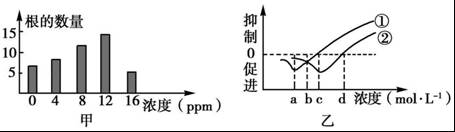 根的数量
15
10
5
0 4 8 12 16 浓度（ppm）
甲
抑制
0
促进
①
②
a b c d 浓度（mol·L⁻¹）
乙